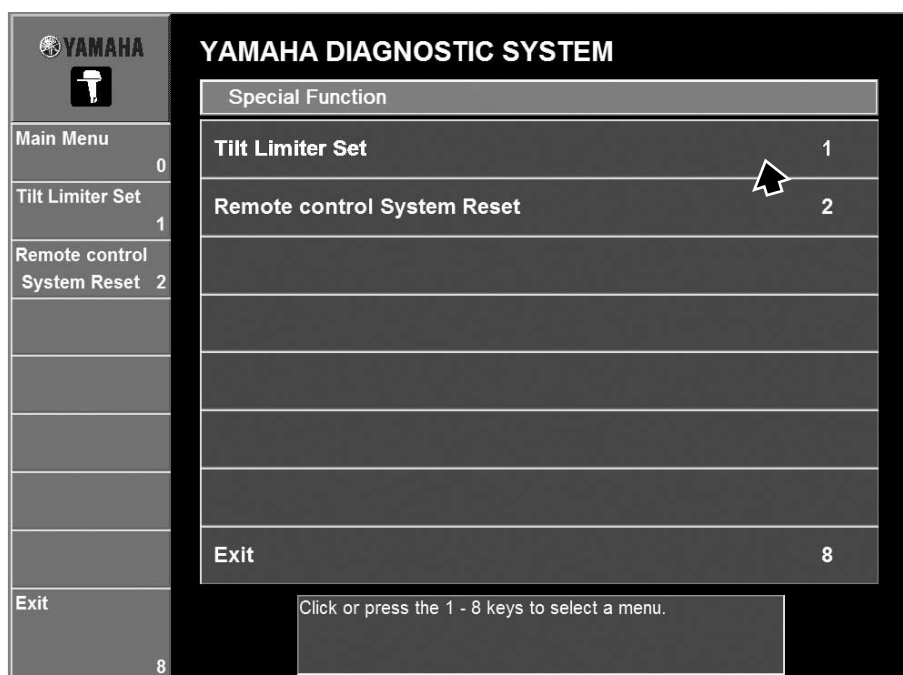 YAMAHA
YAMAHA DIAGNOSTIC SYSTEM
Special Function
Main Menu
0
Tilt Limiter Set
1
Remote control
System Reset 2
Exit
8
Tilt Limiter Set 1
Remote control System Reset 2
Exit 8
Click or press the 1 - 8 keys to select a menu.